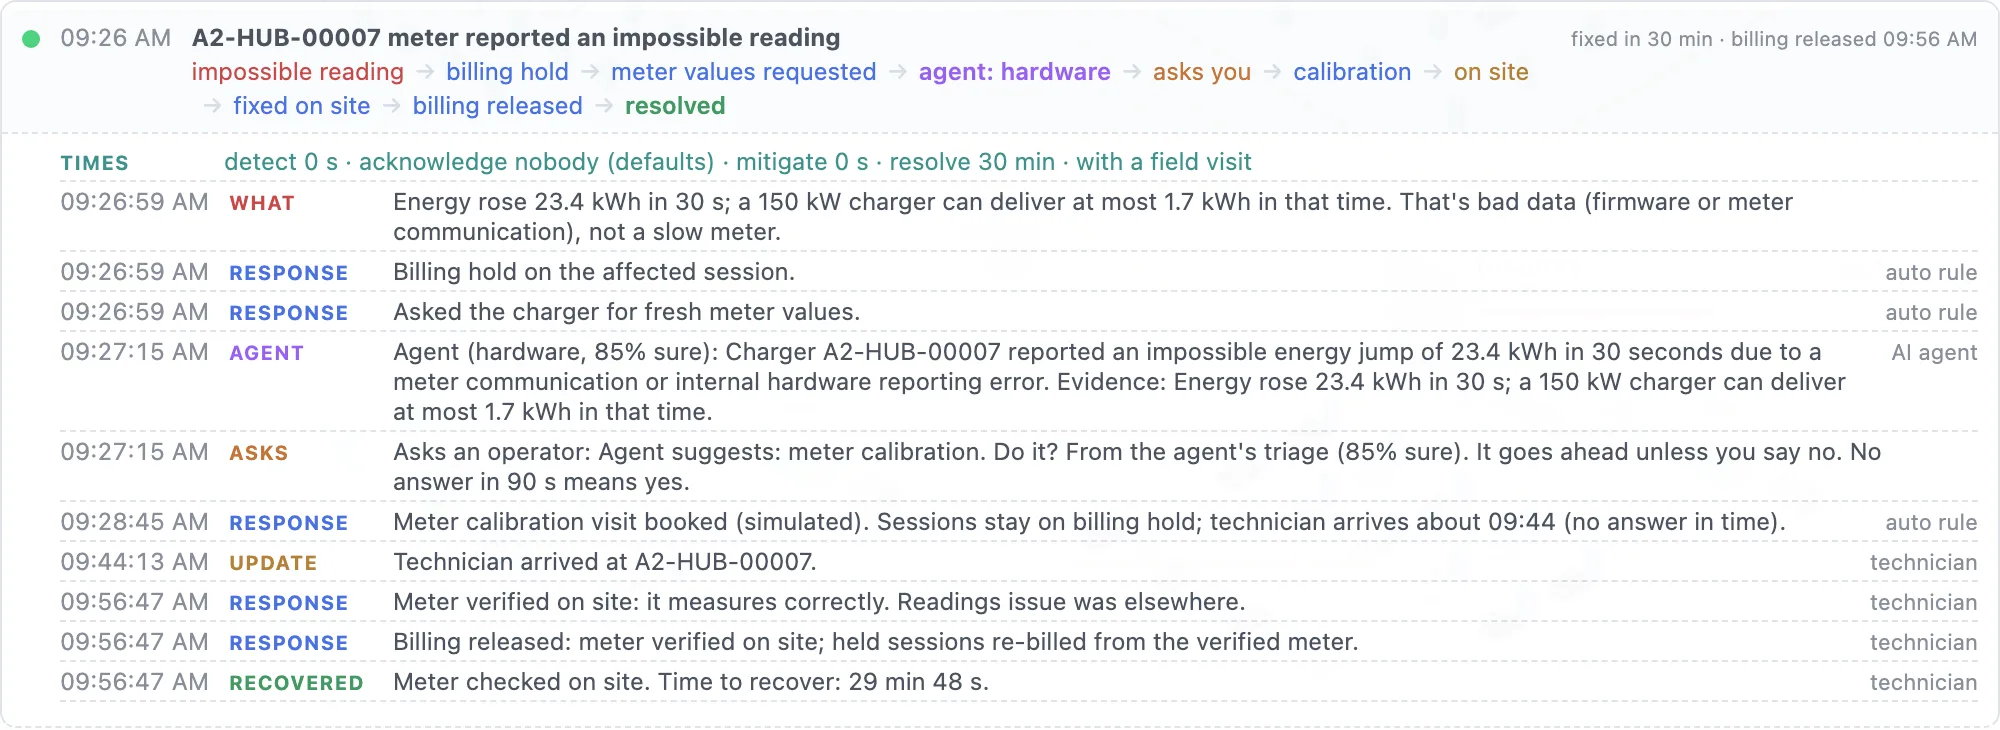 09:26 AM A2-HUB-00007 meter reported an impossible reading fixed in 30 min · billing released 09:56 AM
impossible reading → billing hold → meter values requested → agent: hardware → asks you → calibration → on site
→ fixed on site → billing released → resolved
TIMES detect 0 s · acknowledge nobody (defaults) · mitigate 0 s · resolve 30 min · with a field visit
09:26:59 AM WHAT Energy rose 23.4 kWh in 30 s; a 150 kW charger can deliver at most 1.7 kWh in that time. That's bad data (firmware or meter
communication), not a slow meter.
09:26:59 AM RESPONSE Billing hold on the affected session. auto rule
09:26:59 AM RESPONSE Asked the charger for fresh meter values. auto rule
09:27:15 AM AGENT Agent (hardware, 85% sure): Charger A2-HUB-00007 reported an impossible energy jump of 23.4 kWh in 30 seconds due to a AI agent
meter communication or internal hardware reporting error. Evidence: Energy rose 23.4 kWh in 30 s; a 150 kW charger can deliver
at most 1.7 kWh in that time.
09:27:15 AM ASKS Asks an operator: Agent suggests: meter calibration. Do it? From the agent's triage (85% sure). It goes ahead unless you say no. No
answer in 90 s means yes.
09:28:45 AM RESPONSE Meter calibration visit booked (simulated). Sessions stay on billing hold; technician arrives about 09:44 (no answer in time). auto rule
09:44:13 AM UPDATE Technician arrived at A2-HUB-00007. technician
09:56:47 AM RESPONSE Meter verified on site: it measures correctly. Readings issue was elsewhere. technician
09:56:47 AM RESPONSE Billing released: meter verified on site; held sessions re-billed from the verified meter. technician
09:56:47 AM RECOVERED Meter checked on site. Time to recover: 29 min 48 s. technician